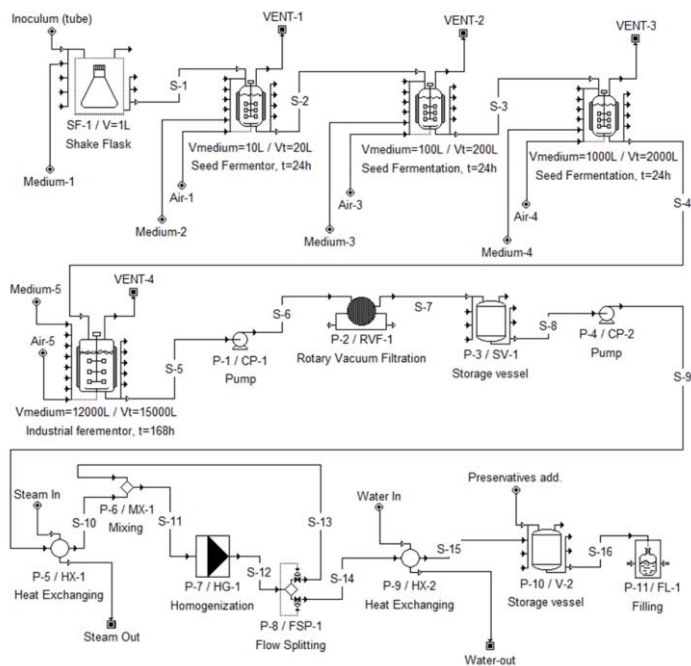 Inoculum (tube)
VENT-1
VENT-2
VENT-3
S-1
S-2
S-3
SF-1 / V=1L
Shake Flask
Vmedium=10L / Vt=20L
Seed Fermentor, t=24h
Vmedium=100L / Vt=200L
Seed Fermentation, t=24h
Vmedium=1000L / Vt=2000L
Seed Fermentation, t=24h
Medium-1
Air-1
Medium-2
Air-3
Medium-3
Air-4
Medium-4
S-4
Medium-5
VENT-4
Air-5
S-5
S-6
S-7
S-8
S-9
P-1 / CP-1
Pump
P-2 / RVF-1
Rotary Vacuum Filtration
P-3 / SV-1
Storage vessel
P-4 / CP-2
Pump
Vmedium=12000L / Vt=15000L
Industrial ferementor, t=168h
Steam In
S-10
P-6 / MX-1
Mixing
S-11
S-13
Water In
Preservatives add.
P-5 / HX-1
Heat Exchanging
Steam Out
P-7 / HG-1
Homogenization
S-12
S-14
P-8 / FSP-1
Flow Splitting
S-15
P-9 / HX-2
Heat Exchanging
Water-out
P-10 / V-2
Storage vessel
S-16
P-11 / FL-1
Filling